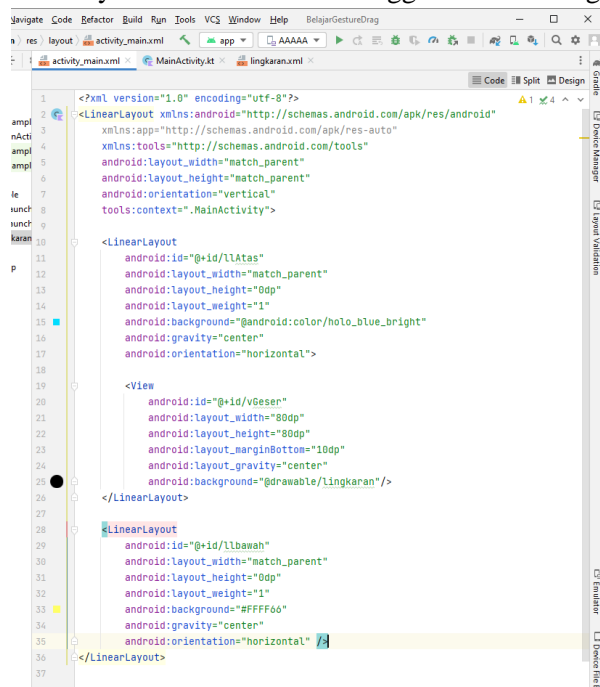 Navigate Code Refactor Build Run Tools VCS Window Help BelajarGestureDrag
res layout activity_main.xml app AAAAA
activity_main.xml MainActivity.kt lingkaran.xml
Code Split Design
1 <?xml version="1.0" encoding="utf-8"?> 1 4
2 <LinearLayout xmlns:android="http://schemas.android.com/apk/res/android"
3 xmlns:app="http://schemas.android.com/apk/res-auto"
4 xmlns:tools="http://schemas.android.com/tools"
5 android:layout_width="match_parent"
6 android:layout_height="match_parent"
7 android:orientation="vertical"
8 tools:context=".MainActivity">
9
10 <LinearLayout
11 android:id="@+id/llAtas"
12 android:layout_width="match_parent"
13 android:layout_height="0dp"
14 android:layout_weight="1"
15 android:background="@android:color/holo_blue_bright"
16 android:gravity="center"
17 android:orientation="horizontal">
18
19 <View
20 android:id="@+id/vGeser"
21 android:layout_width="80dp"
22 android:layout_height="80dp"
23 android:layout_marginBottom="10dp"
24 android:layout_gravity="center"
25 android:background="@drawable/lingkaran"/>
26 </LinearLayout>
27
28 <LinearLayout
29 android:id="@+id/llbawah"
30 android:layout_width="match_parent"
31 android:layout_height="0dp"
32 android:layout_weight="1"
33 android:background="#FFFF66"
34 android:gravity="center"
35 android:orientation="horizontal" />
36 </LinearLayout>
37
Gradle
Device Manager
Layout Validation
Emulator
Device File E